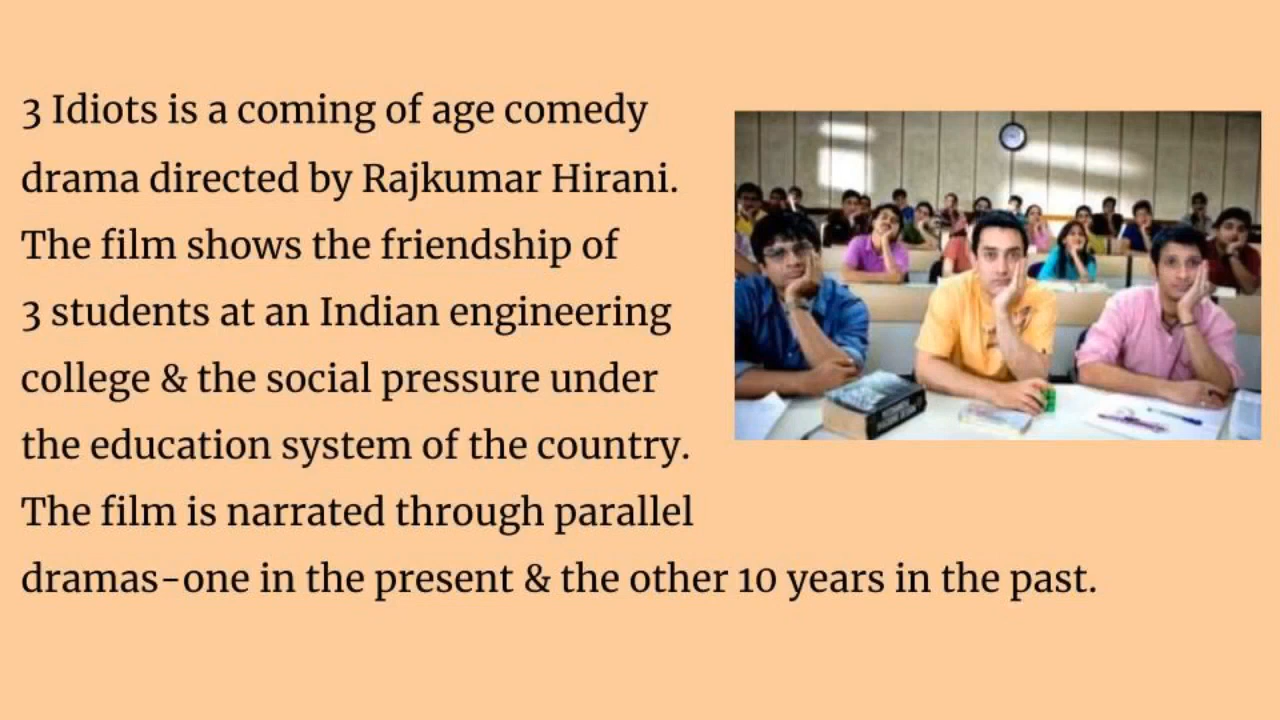 3 Idiots is a coming of age comedy
drama directed by Rajkumar Hirani.
The film shows the friendship of
3 students at an Indian engineering
college & the social pressure under
the education system of the country.
The film is narrated through parallel
dramas-one in the present & the other 10 years in the past.